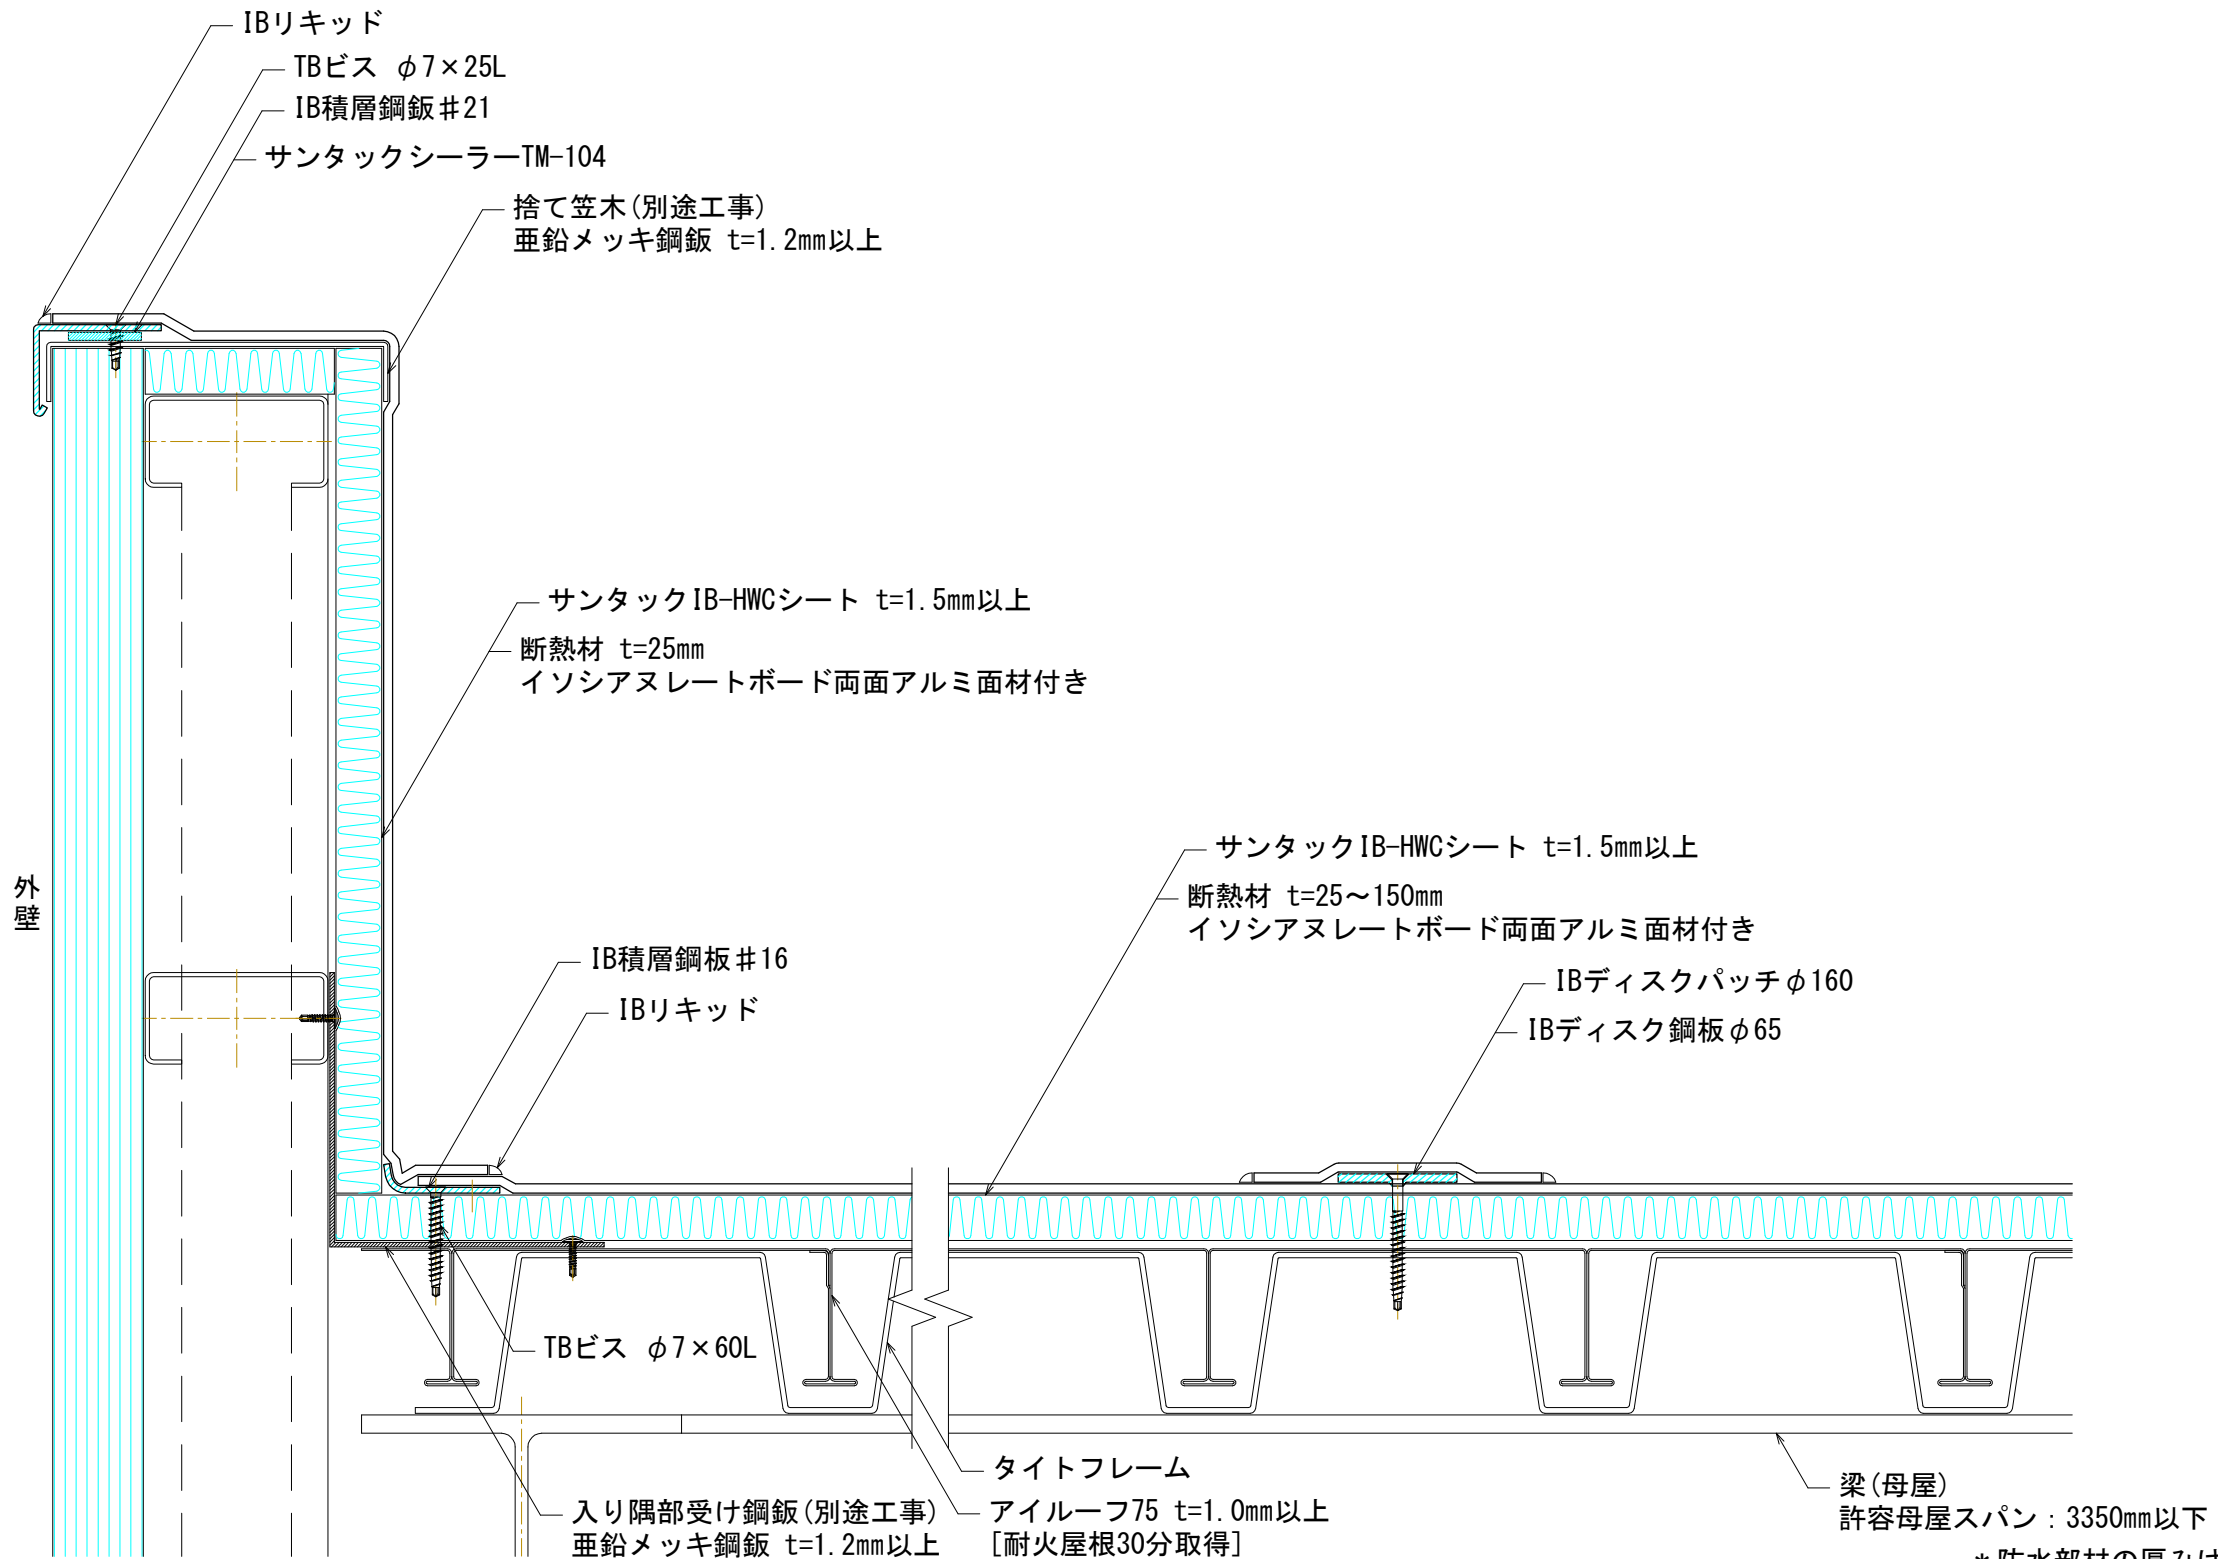 IBリキッド
TBビス φ7×25L
IB積層鋼鈑♯21
サンタックシーラーTM-104
捨て笠木(別途工事)
亜鉛メッキ鋼鈑 t=1.2mm以上
サンタックIB-HWCシート t=1.5mm以上
断熱材 t=25mm
イソシアヌレートボード両面アルミ面材付き
サンタックIB-HWCシート t=1.5mm以上
断熱材 t=25～150mm
イソシアヌレートボード両面アルミ面材付き
外壁
IB積層鋼板♯16
IBリキッド
IBディスクパッチφ160
IBディスク鋼板φ65
TBビス φ7×60L
タイトフレーム
入り隅部受け鋼鈑(別途工事)
亜鉛メッキ鋼鈑 t=1.2mm以上
アイルーフ75 t=1.0mm以上
[耐火屋根30分取得]
梁(母屋)
許容母屋スパン：3350mm以下
＊防水部材の厚みは